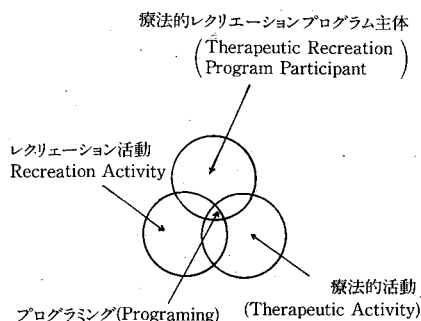 療法的レクリエーションプログラム主体
(Therapeutic Recreation
Program Participant)
レクリェーション活動
Recreation Activity
療法的活動
(Therapeutic Activity)
プログラミング(Programing)